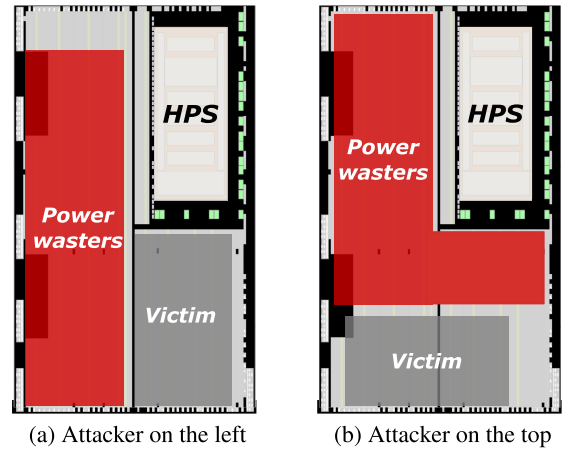 HPS
Power
wasters
Victim
(a) Attacker on the left
HPS
Power
wasters
Victim
(b) Attacker on the top